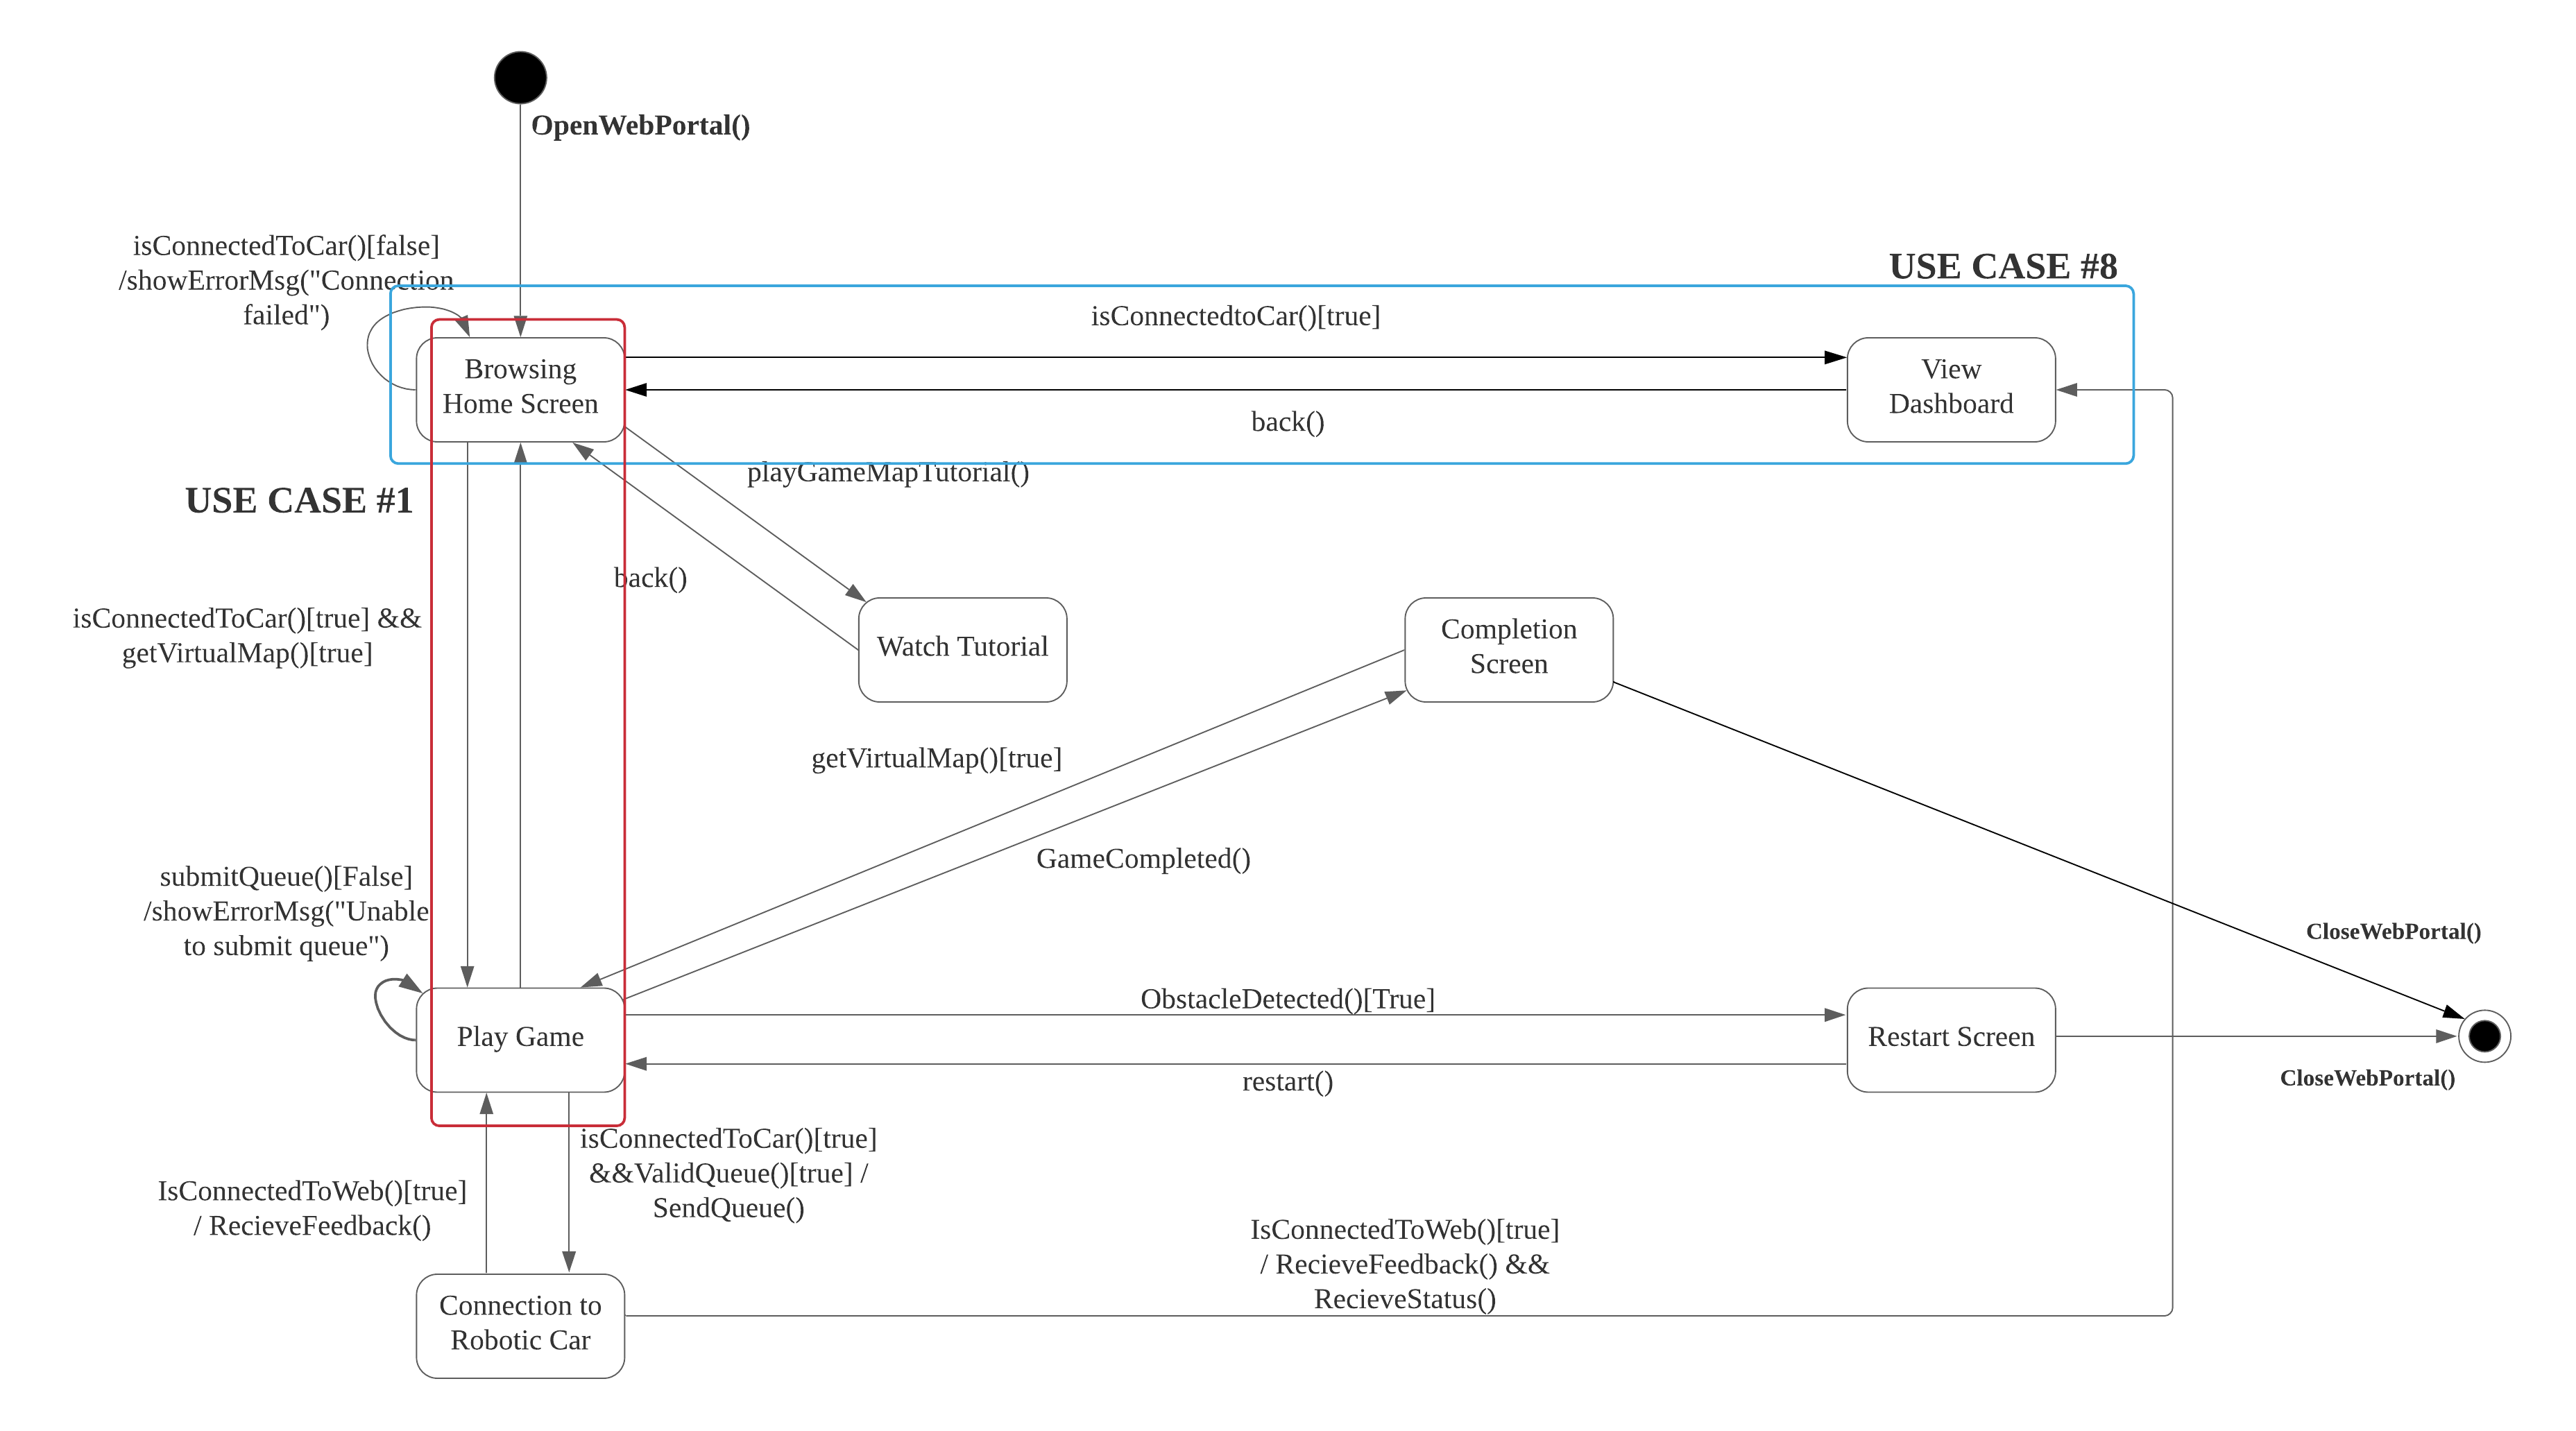 OpenWebPortal()
isConnectedToCar()[false]
/showErrorMsg("Connection
failed")
USE CASE #8
isConnectedtoCar()[true]
Browsing
Home Screen
View
Dashboard
back()
playGameMapTutorial()
USE CASE #1
back()
isConnectedToCar()[true] &&
getVirtualMap()[true]
Watch Tutorial
Completion
Screen
getVirtualMap()[true]
GameCompleted()
submitQueue()[False]
/showErrorMsg("Unable
to submit queue")
CloseWebPortal()
ObstacleDetected()[True]
Play Game
Restart Screen
restart()
CloseWebPortal()
isConnectedToCar()[true]
&&ValidQueue()[true] /
SendQueue()
IsConnectedToWeb()[true]
/ RecieveFeedback()
IsConnectedToWeb()[true]
/ RecieveFeedback() &&
RecieveStatus()
Connection to
Robotic Car